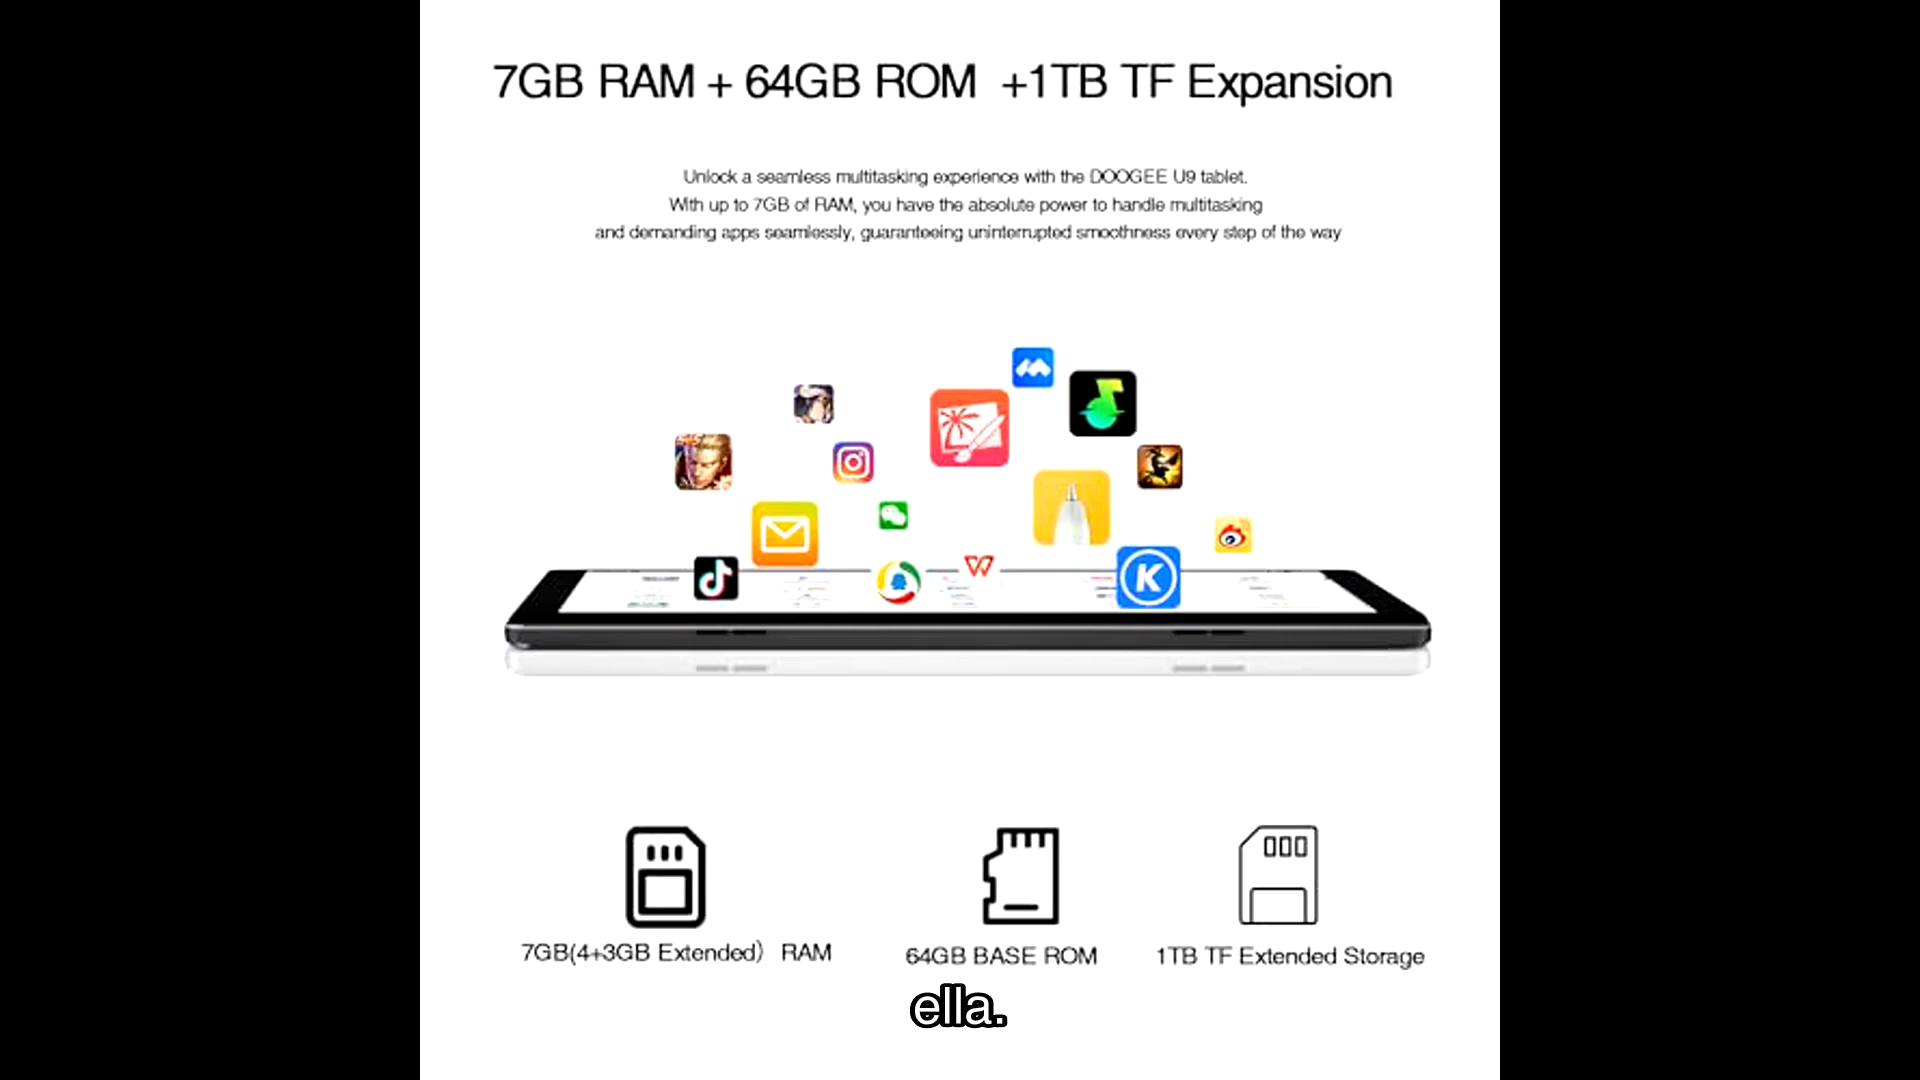 7GB RAM + 64GB ROM +1TB TF Expansion
Unlock a seamless multitasking experience with the DOOGEE U9 tablet.
With up to 7GB of RAM, you have the absolute power to handle multitasking
and demanding apps seamlessly, guaranteeing uninterrupted smoothness every step of the way
K
7GB(4+3GB Extended） RAM
64GB BASE ROM
1TB TF Extended Storage
ella.